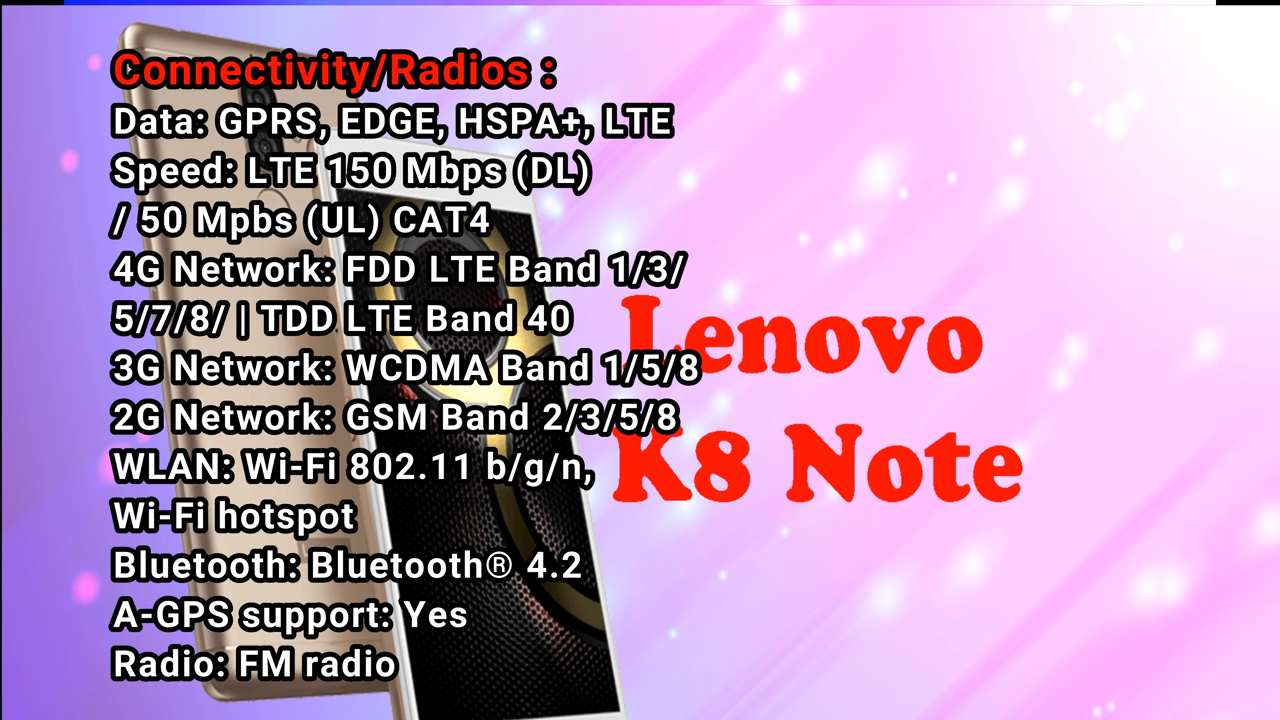 Connectivity/Radios :
Data: GPRS, EDGE, HSPA+, LTE
Speed: LTE 150 Mbps (DL)
/ 50 Mpbs (UL) CAT4
4G Network: FDD LTE Band 1/3/
5/7/8/ | TDD LTE Band 40
3G Network: WCDMA Band 1/5/8
2G Network: GSM Band 2/3/5/8
WLAN: Wi-Fi 802.11 b/g/n,
Wi-Fi hotspot
Bluetooth: Bluetooth® 4.2
A-GPS support: Yes
Radio: FM radio
Lenovo
K8 Note